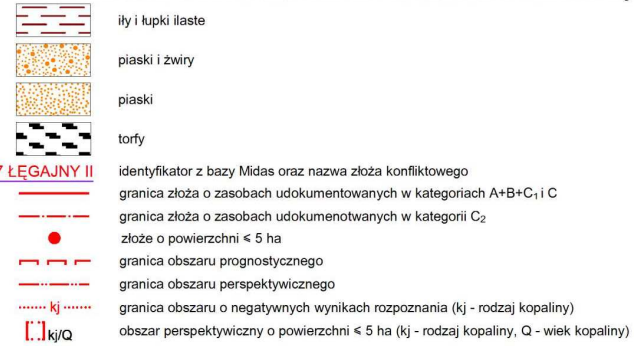 iły i łupki ilaste
piaski i żwiry
piaski
torfy
7 ŁĘGAJNY II identyfikator z bazy Midas oraz nazwa złoża konfliktowego
granica złoża o zasobach udokumentowanych w kategoriach A+B+C₁ i C
granica złoża o zasobach udokumenotwanych w kategorii C₂
złoże o powierzchni ≤ 5 ha
granica obszaru prognostycznego
granica obszaru perspektywicznego
kj granica obszaru o negatywnych wynikach rozpoznania (kj - rodzaj kopaliny)
kj/Q obszar perspektywiczny o powierzchni ≤ 5 ha (kj - rodzaj kopaliny, Q - wiek kopaliny)